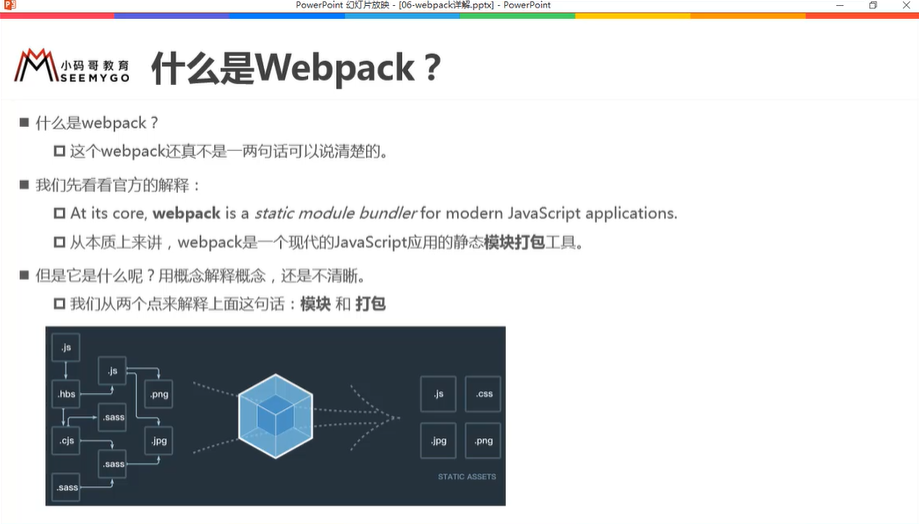 PowerPoint 幻灯片放映 - [06-webpack详解.pptx] - PowerPoint
小码哥教育
SEEMYGO
什么是Webpack？
什么是webpack？
这个webpack还真不是一两句话可以说清楚的。
我们先看看官方的解释：
At its core, webpack is a static module bundler for modern JavaScript applications.
从本质上来讲，webpack是一个现代的JavaScript应用的静态模块打包工具。
但是它是什么呢？用概念解释概念，还是不清晰。
我们从两个点来解释上面这句话：模块 和 打包
.js
.js
.hbs
.png
.sass
.cjs
.jpg
.sass
.sass
.js
.css
.jpg
.png
STATIC ASSETS